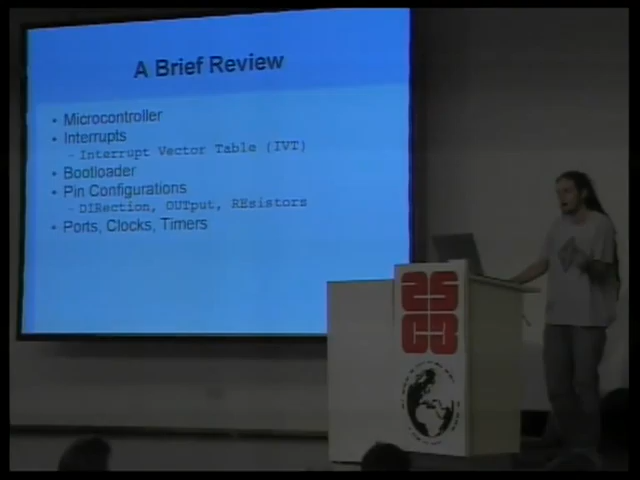 A Brief Review
• Microcontroller
• Interrupts
- Interrupt Vector Table (IVT)
• Bootloader
• Pin Configurations
- DIRection, OUTput, REsistors
• Ports, Clocks, Timers
25
C3